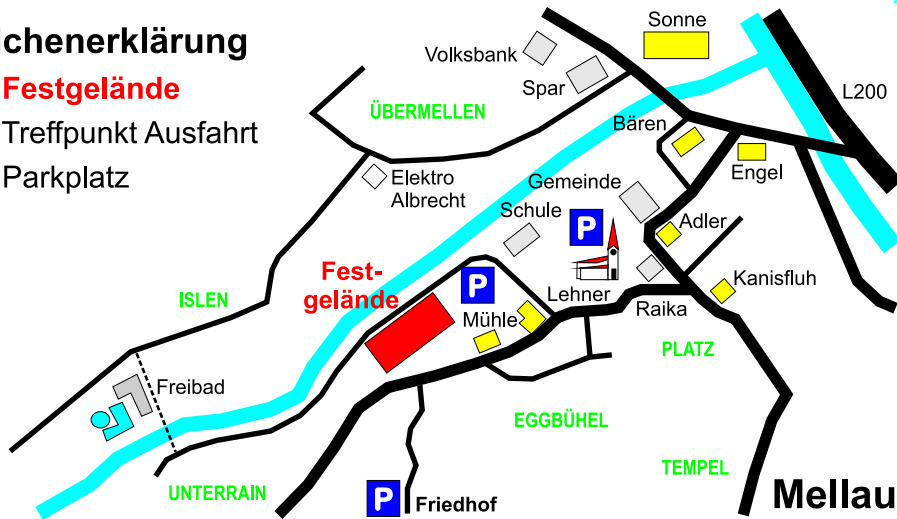 ichenerklärung
Festgelände
Treffpunkt Ausfahrt
Parkplatz
Sonne
Volksbank
Spar
L200
ÜBERMELLEN
Bären
Engel
Elektro
Albrecht
Gemeinde
Schule
P
Adler
Fest-
gelände
P
Kanisfluh
ISLEN
Lehner
Raika
Mühle
PLATZ
Freibad
EGGBÜHEL
TEMPEL
UNTERRAIN
P
Friedhof
Mellau